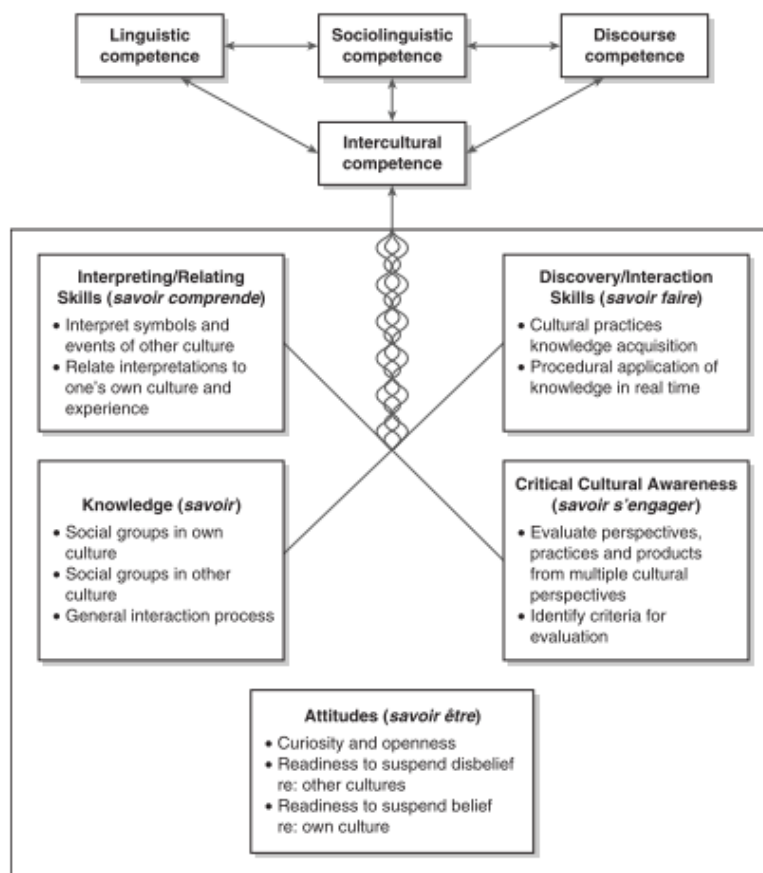 Linguistic
competence
Sociolinguistic
competence
Discourse
competence
Intercultural
competence
Interpreting/Relating
Skills (savoir comprende)
• Interpret symbols and
events of other culture
• Relate interpretations to
one's own culture and
experience
Discovery/Interaction
Skills (savoir faire)
• Cultural practices
knowledge acquisition
• Procedural application of
knowledge in real time
Knowledge (savoir)
• Social groups in own
culture
• Social groups in other
culture
• General interaction process
Critical Cultural Awareness
(savoir s'engager)
• Evaluate perspectives,
practices and products
from multiple cultural
perspectives
• Identify criteria for
evaluation
Attitudes (savoir être)
• Curiosity and openness
• Readiness to suspend disbelief
re: other cultures
• Readiness to suspend belief
re: own culture